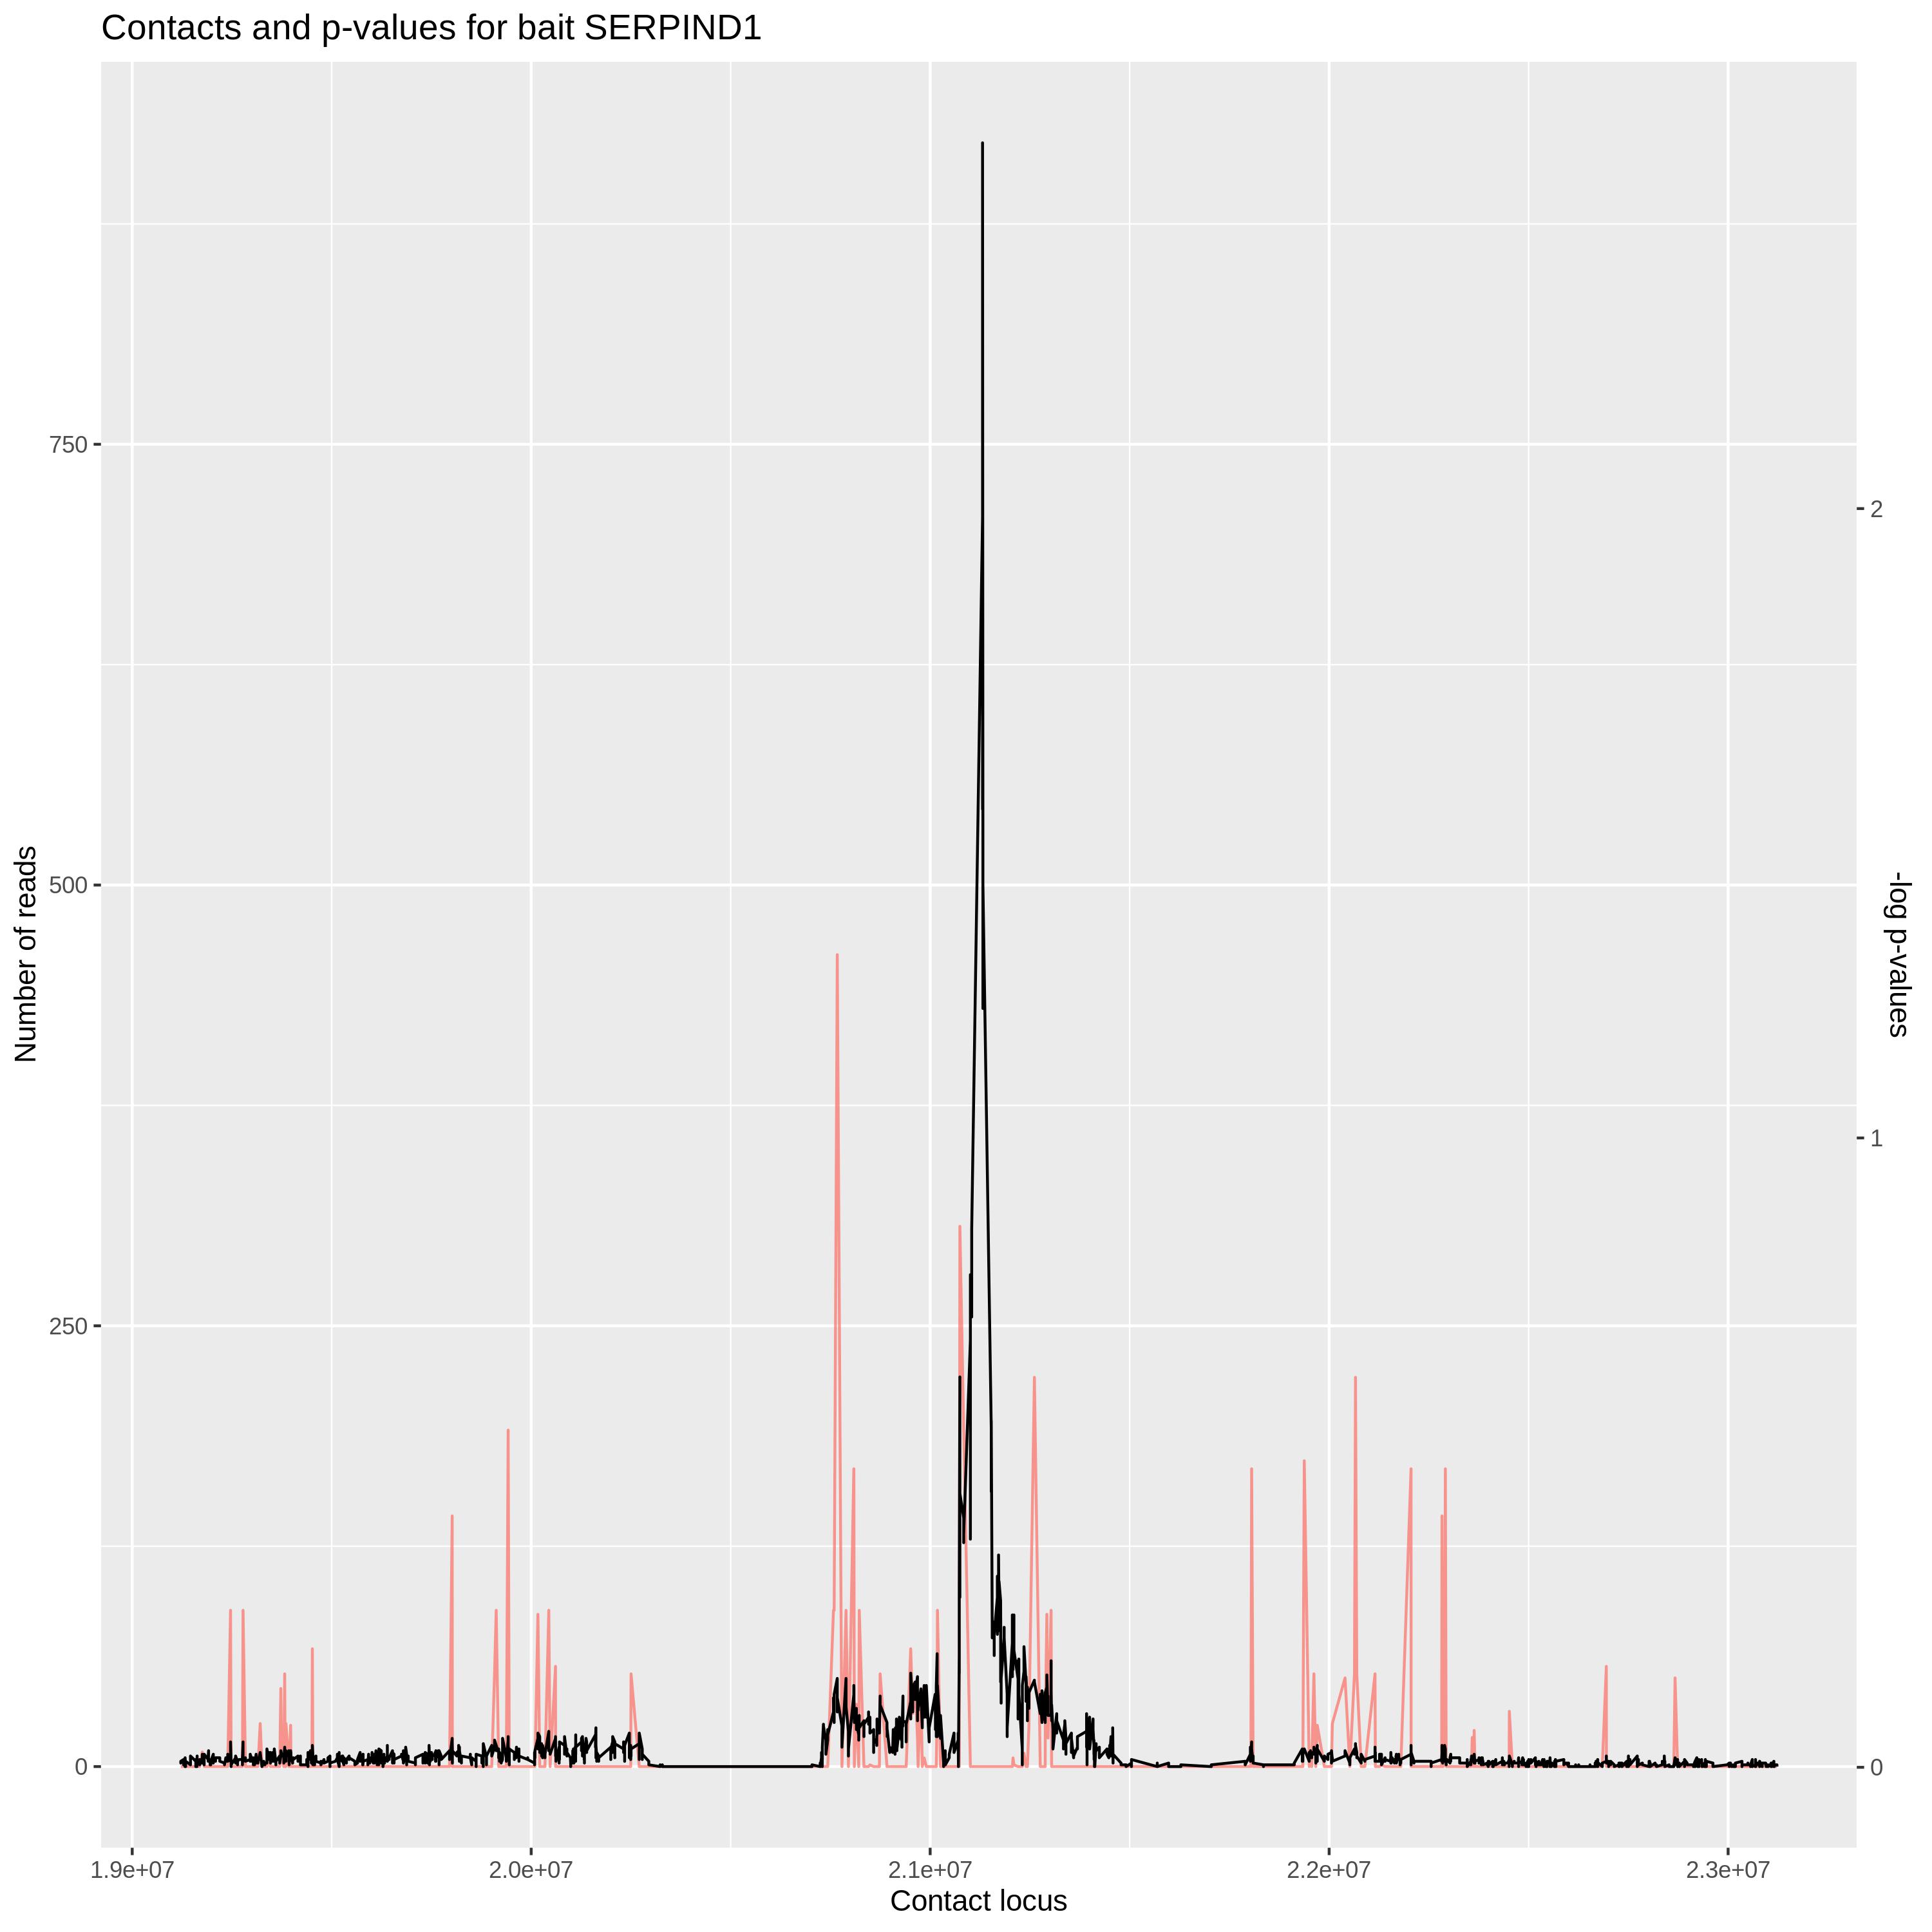 Contacts and p-values for bait SERPIND1
Number of reads
750
500
250
0
-log p-values
2
1
0
1.9e+07
2.0e+07
2.1e+07
2.2e+07
2.3e+07
Contact locus